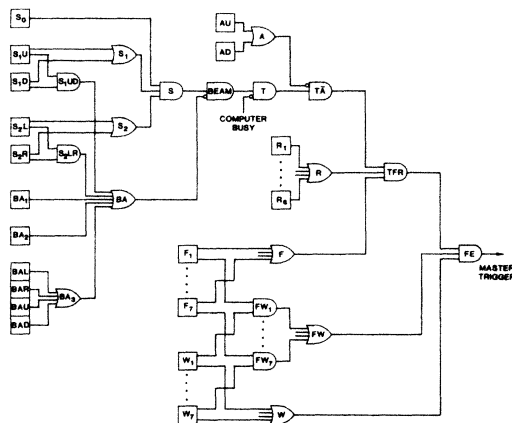 S0
S1U
S1D
S1
S1UD
S2L
S2R
S2
S2LR
BA1
BA2
BAL
BAR
BAU
BAD
BA3
BA
S
BEAM
COMPUTER
BUSY
T
AU
AD
A
TĀ
R1
R6
R
TFR
F1
F7
F
FW1
FW7
FW
W1
W7
W
FE
MASTER
TRIGGER